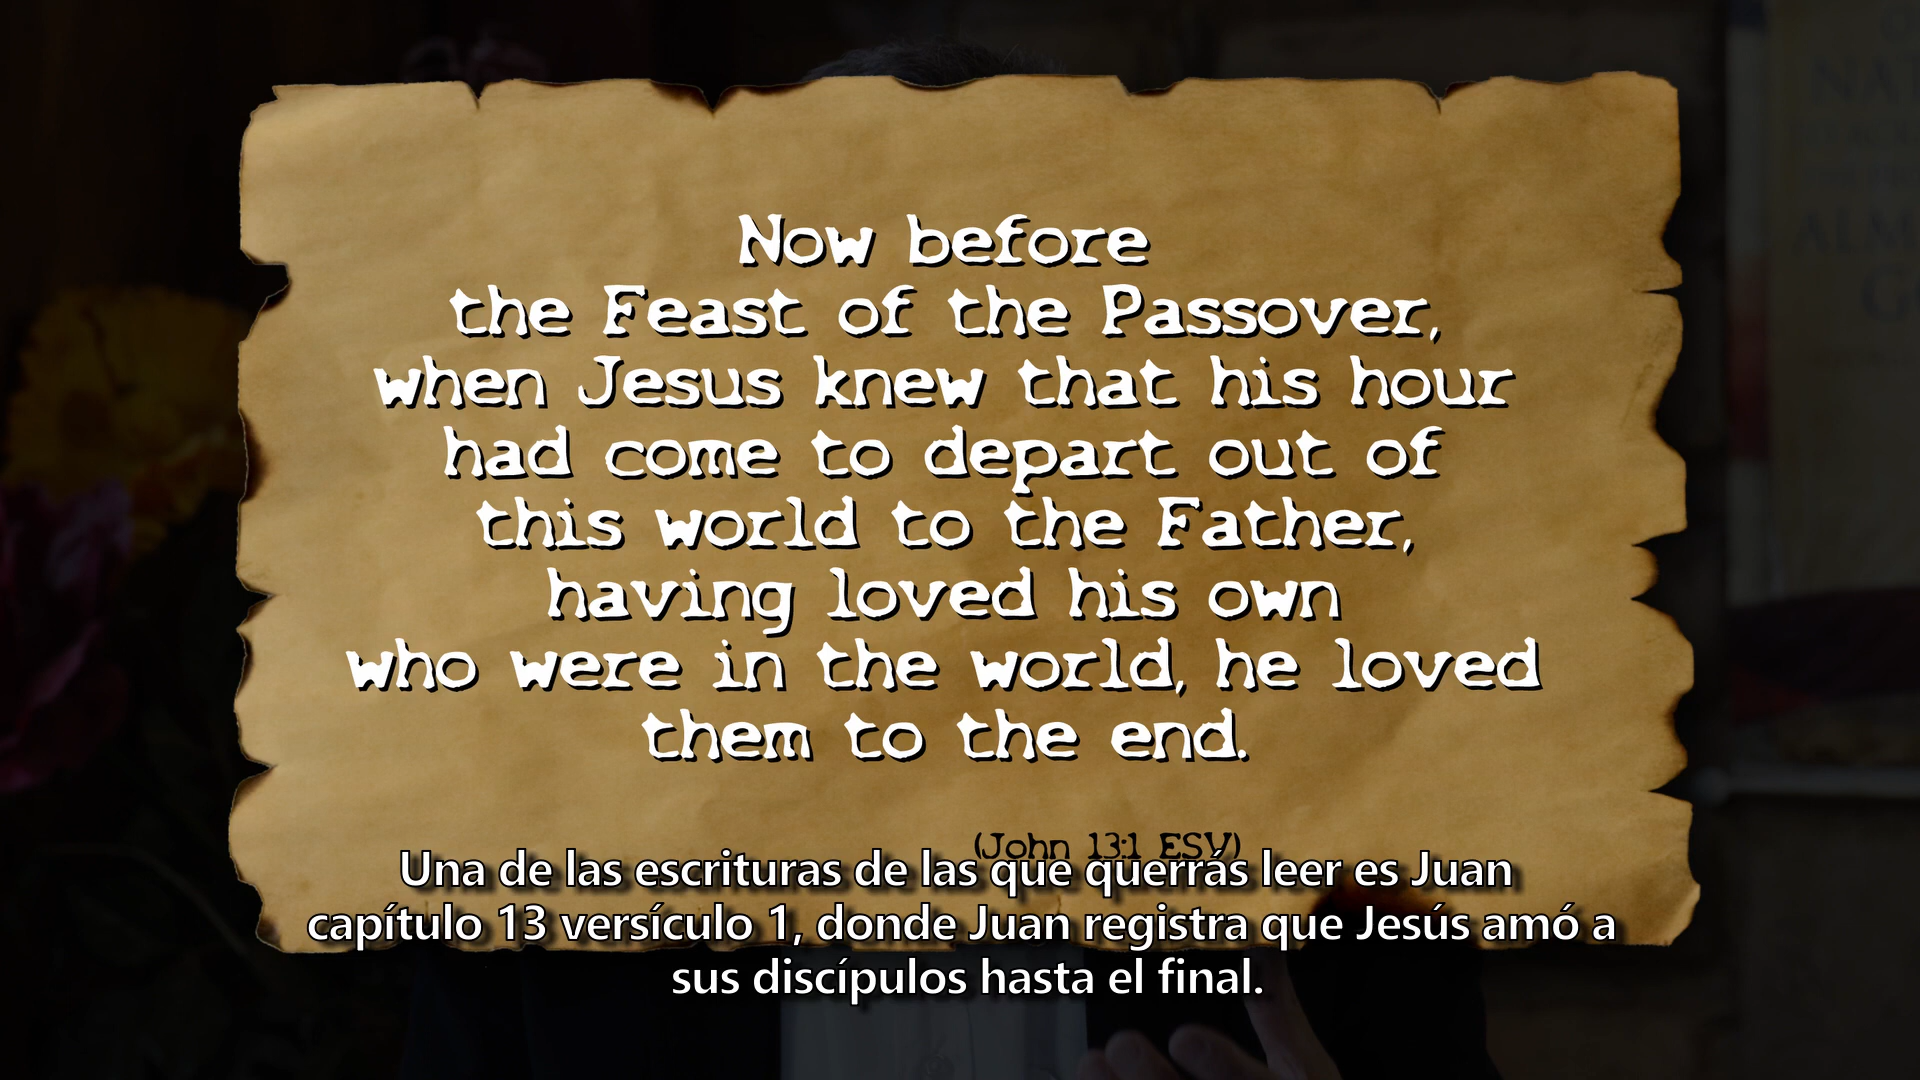 Now before
the Feast of the Passover,
when Jesus knew that his hour
had come to depart out of
this world to the Father,
having loved his own
who were in the world, he loved
them to the end.
(John 13:1 ESV)
Una de las escrituras de las que querrás leer es Juan
capítulo 13 versículo 1, donde Juan registra que Jesús amó a
sus discípulos hasta el final.